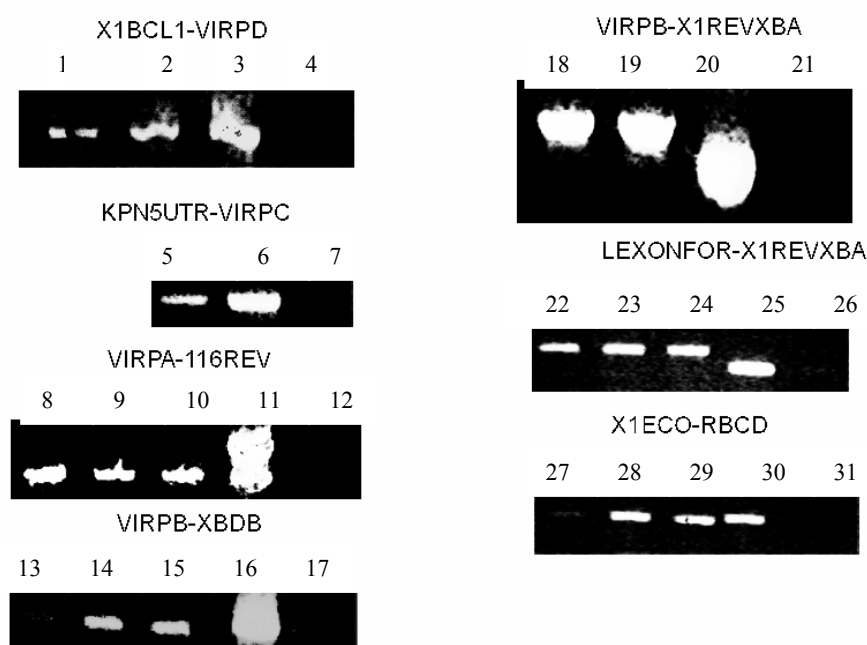 X1BCL1-VIRPD
1 2 3 4
KPN5UTR-VIRPC
5 6 7
VIRPA-116REV
8 9 10 11 12
VIRPB-XBDB
13 14 15 16 17
VIRPB-X1REVXBA
18 19 20 21
LEXONFOR-X1REVXBA
22 23 24 25 26
X1ECO-RBCD
27 28 29 30 31